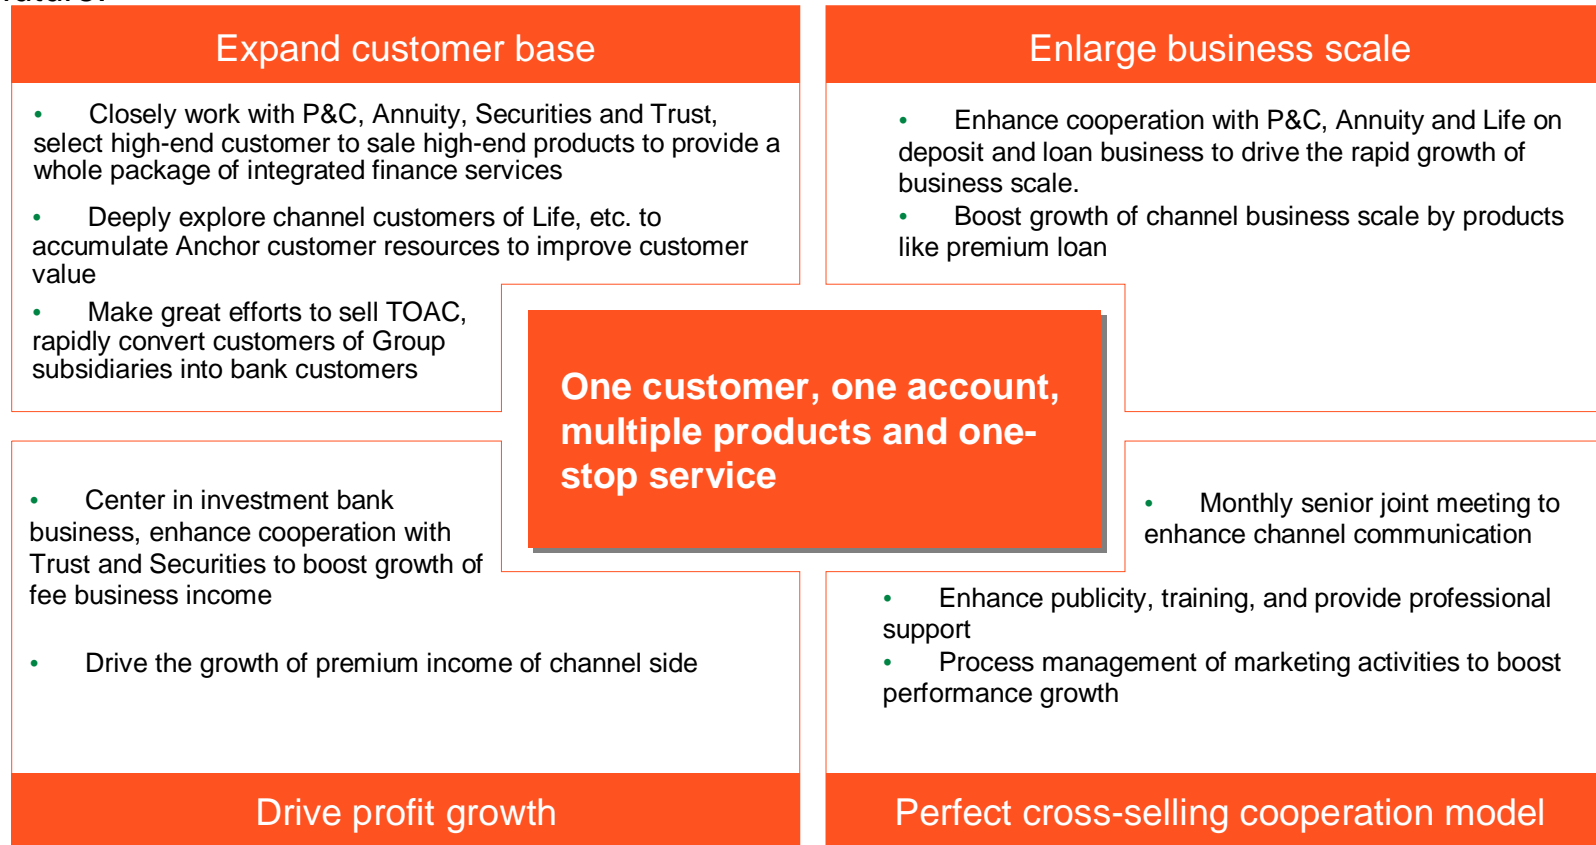 Expand customer base
• Closely work with P&C, Annuity, Securities and Trust,
select high-end customer to sale high-end products to provide a
whole package of integrated finance services
• Deeply explore channel customers of Life, etc. to
accumulate Anchor customer resources to improve customer
value
• Make great efforts to sell TOAC,
rapidly convert customers of Group
subsidiaries into bank customers
Enlarge business scale
• Enhance cooperation with P&C, Annuity and Life on
deposit and loan business to drive the rapid growth of
business scale.
• Boost growth of channel business scale by products
like premium loan
One customer, one account,
multiple products and one-
stop service
• Center in investment bank
business, enhance cooperation with
Trust and Securities to boost growth of
fee business income
• Drive the growth of premium income of channel side
Drive profit growth
• Monthly senior joint meeting to
enhance channel communication
• Enhance publicity, training, and provide professional
support
• Process management of marketing activities to boost
performance growth
Perfect cross-selling cooperation model